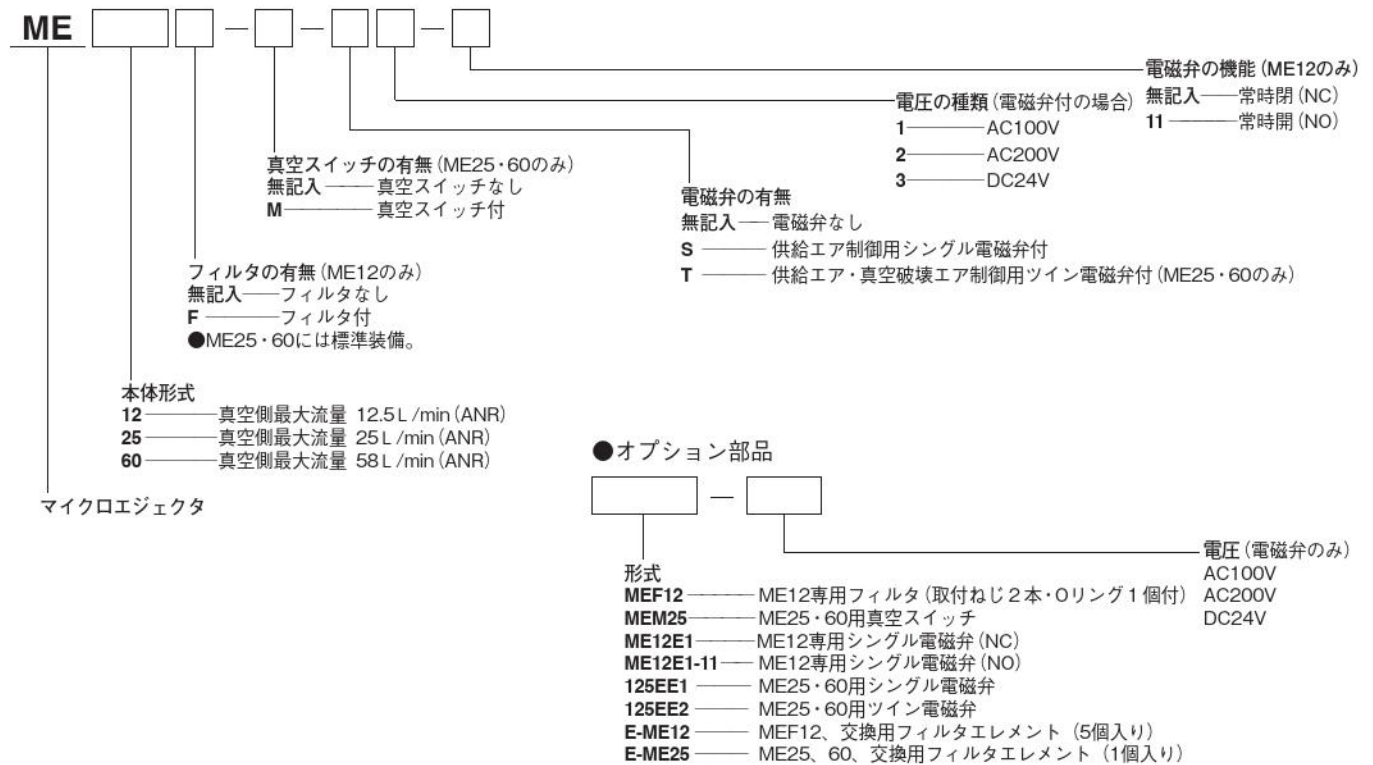 ME □ □ － □ － □ □ － □
電磁弁の機能(ME12のみ)
無記入──常時閉(NC)
11 ──常時開(NO)
電圧の種類(電磁弁付の場合)
1──AC100V
2──AC200V
3──DC24V
真空スイッチの有無(ME25・60のみ)
無記入──真空スイッチなし
M──真空スイッチ付
電磁弁の有無
無記入──電磁弁なし
S ── 供給エア制御用シングル電磁弁付
T ── 供給エア・真空破壊エア制御用ツイン電磁弁付(ME25・60のみ)
フィルタの有無(ME12のみ)
無記入──フィルタなし
F ──フィルタ付
●ME25・60には標準装備。
本体形式
12──真空側最大流量 12.5L/min(ANR)
25──真空側最大流量 25L/min(ANR)
60──真空側最大流量 58L/min(ANR)
マイクロエジェクタ
●オプション部品
□ － □
電圧(電磁弁のみ)
AC100V
AC200V
DC24V
形式
MEF12──ME12専用フィルタ(取付ねじ2本・Oリング1個付)
MEM25──ME25・60用真空スイッチ
ME12E1──ME12専用シングル電磁弁(NC)
ME12E1-11──ME12専用シングル電磁弁(NO)
125EE1 ── ME25・60用シングル電磁弁
125EE2 ── ME25・60用ツイン電磁弁
E-ME12 ── MEF12、交換用フィルタエレメント（5個入り）
E-ME25 ── ME25、60、交換用フィルタエレメント（1個入り）